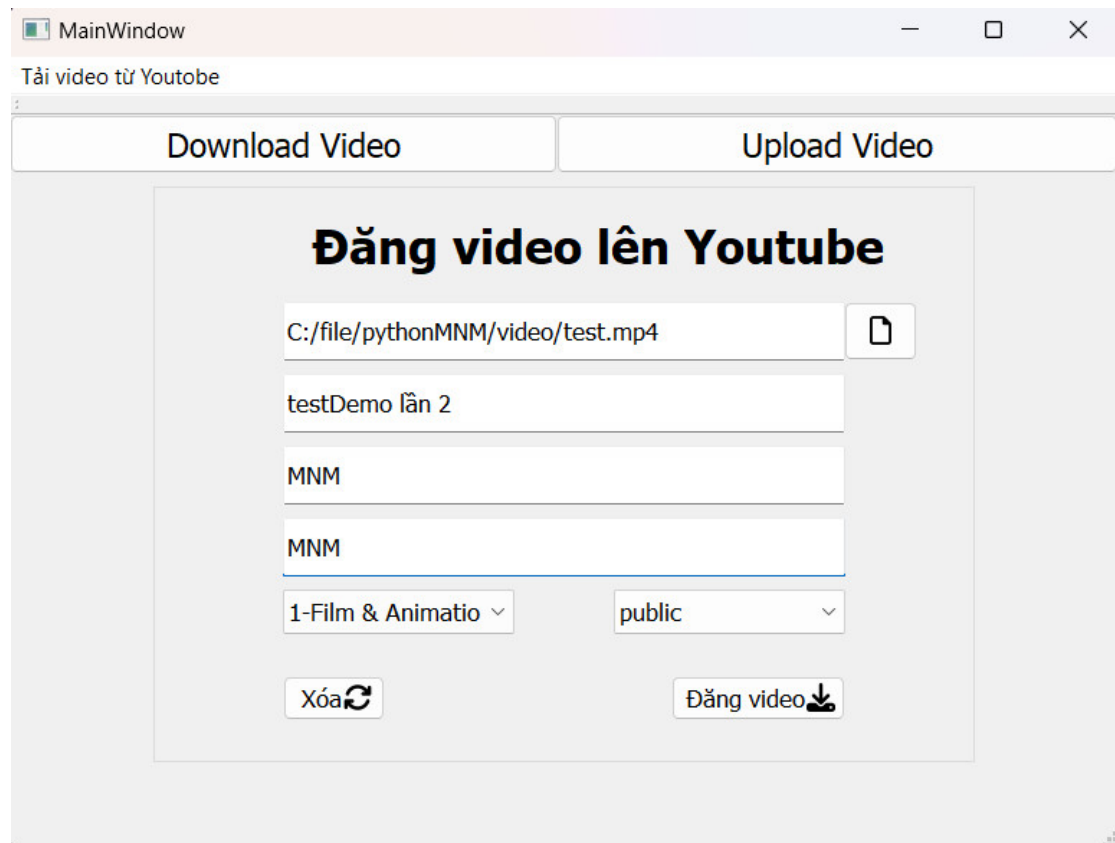 MainWindow
Tải video từ Youtobe
Download Video
Upload Video
Đăng video lên Youtube
C:/file/pythonMNM/video/test.mp4
testDemo lần 2
MNM
MNM
1-Film & Animatio
public
Xóa
Đăng video